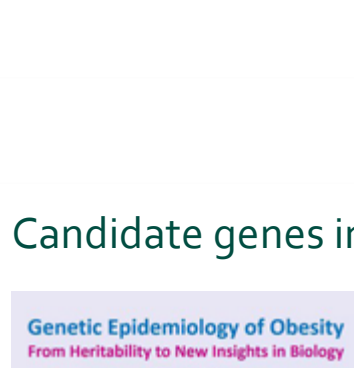 Candidate genes i
Genetic Epidemiology of Obesity
From Heritability to New Insights in Biology